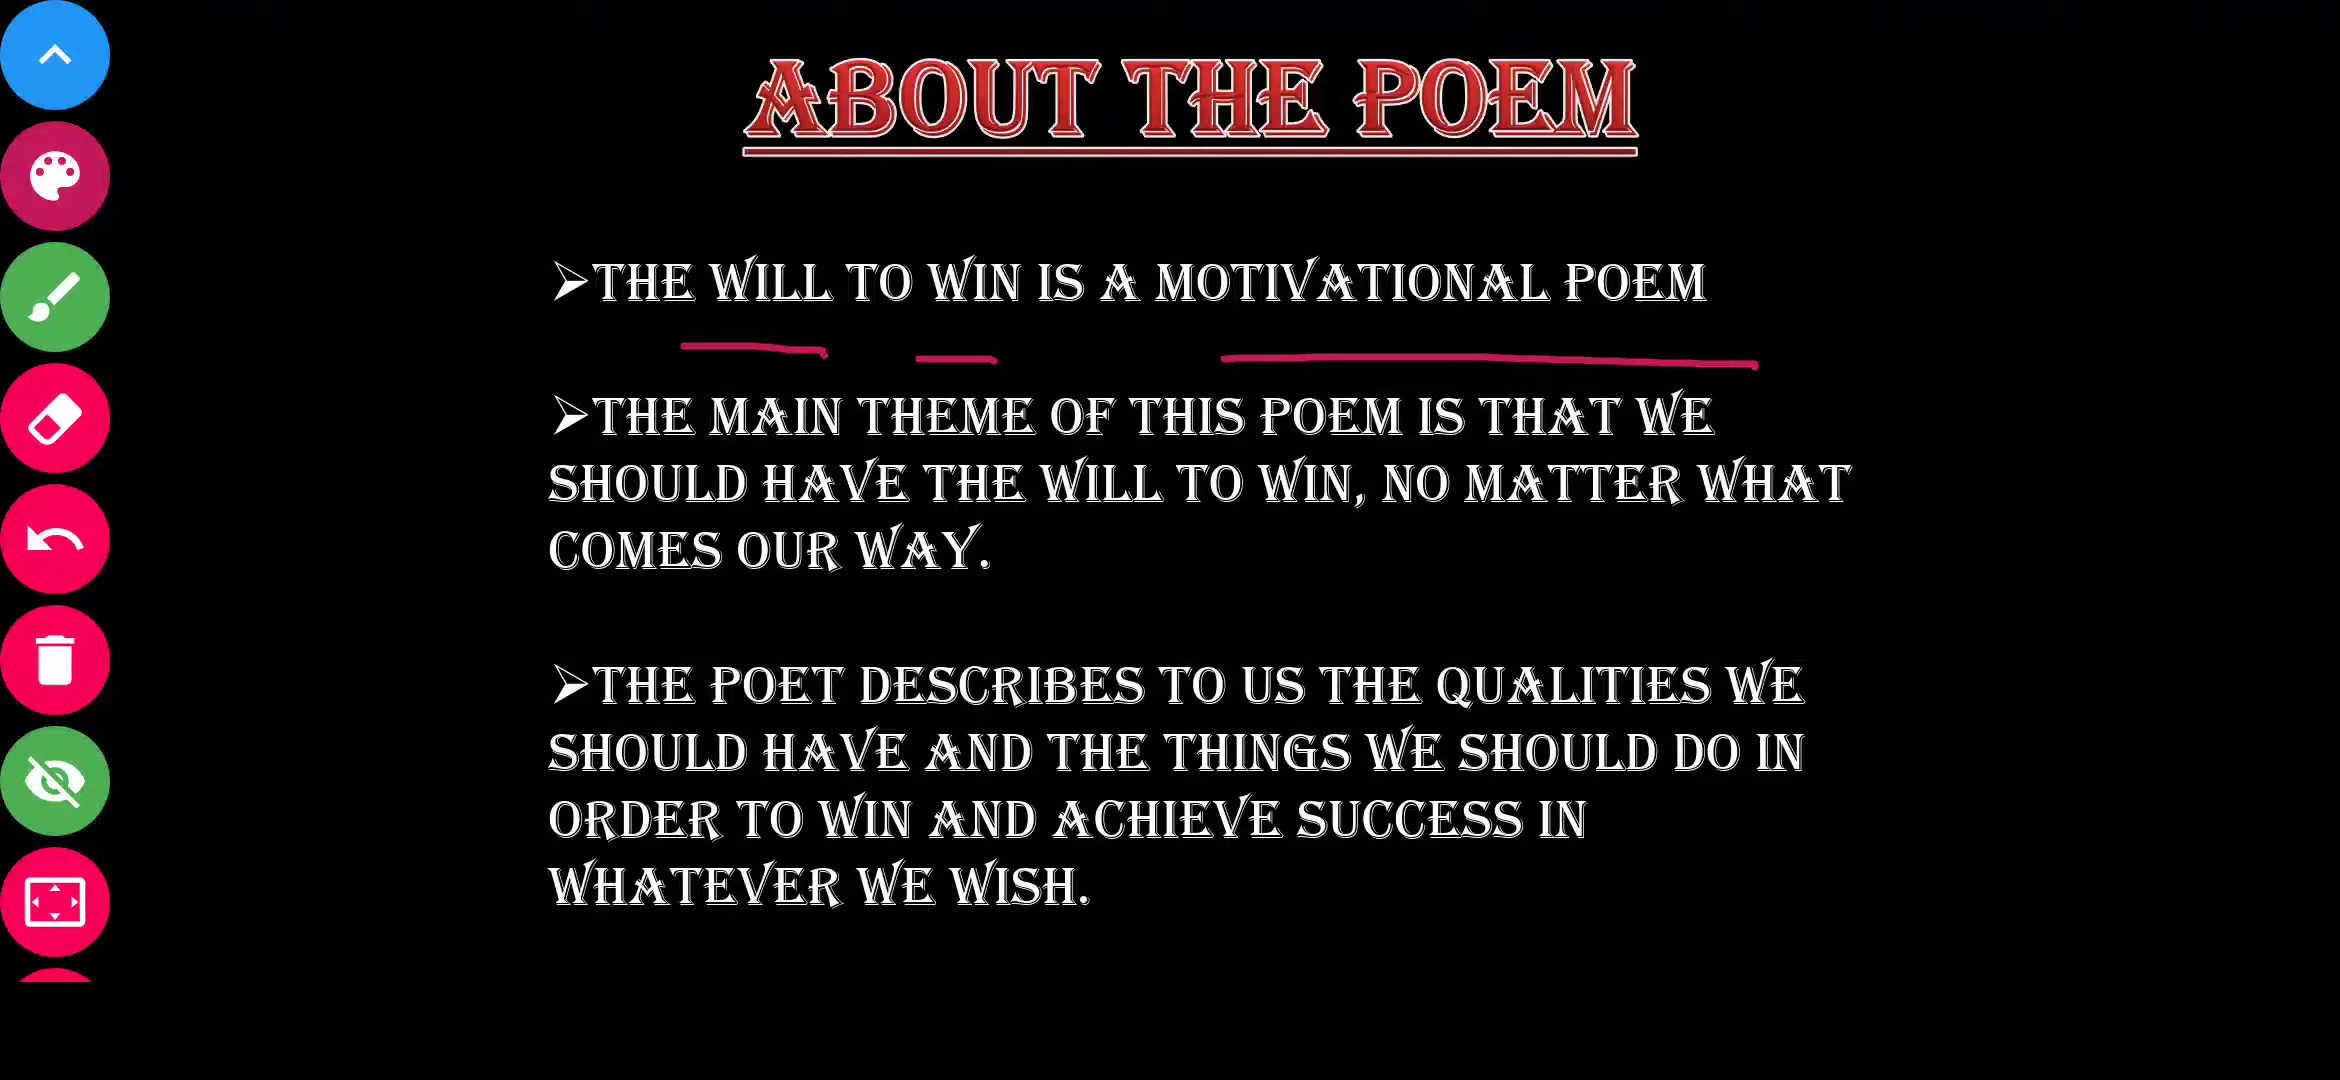 ABOUT THE POEM
➢THE WILL TO WIN IS A MOTIVATIONAL POEM
➢THE MAIN THEME OF THIS POEM IS THAT WE
SHOULD HAVE THE WILL TO WIN, NO MATTER WHAT
COMES OUR WAY.
➢THE POET DESCRIBES TO US THE QUALITIES WE
SHOULD HAVE AND THE THINGS WE SHOULD DO IN
ORDER TO WIN AND ACHIEVE SUCCESS IN
WHATEVER WE WISH.